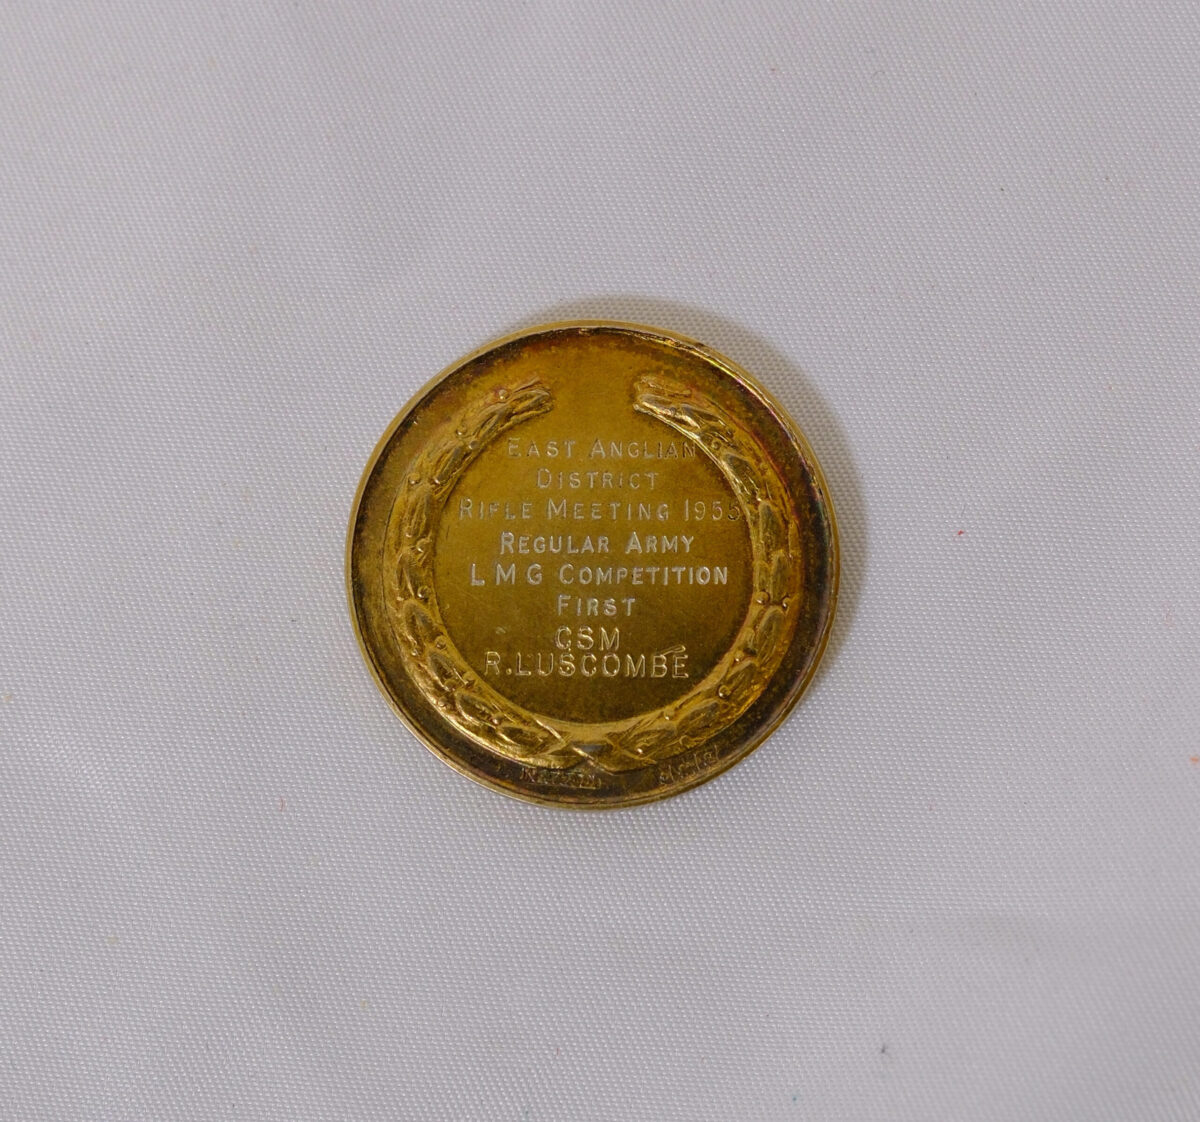 EAST ANGLIAN
DISTRICT
RIFLE MEETING 1955
REGULAR ARMY
L M G COMPETITION
FIRST
CSM
R.LUSCOMBE